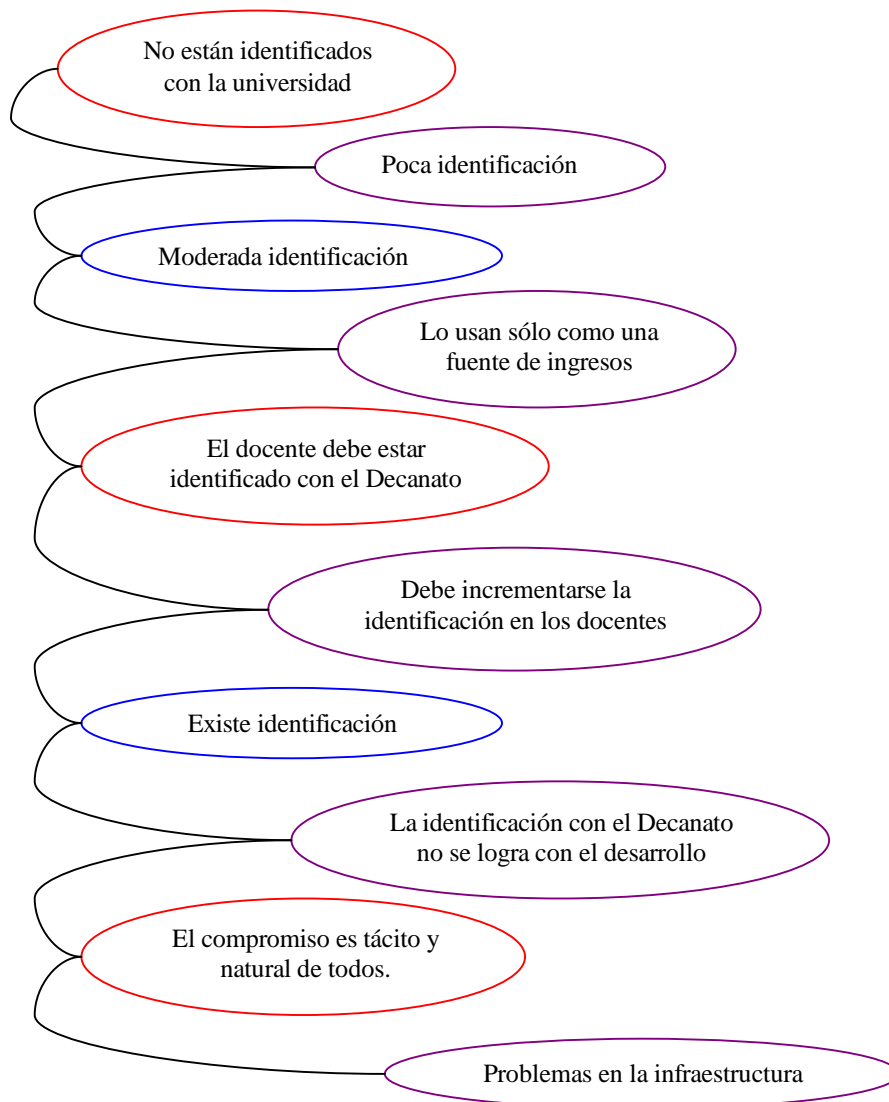 No están identificados
con la universidad
Poca identificación
Moderada identificación
Lo usan sólo como una
fuente de ingresos
El docente debe estar
identificado con el Decanato
Debe incrementarse la
identificación en los docentes
Existe identificación
La identificación con el Decanato
no se logra con el desarrollo
El compromiso es tácito y
natural de todos.
Problemas en la infraestructura